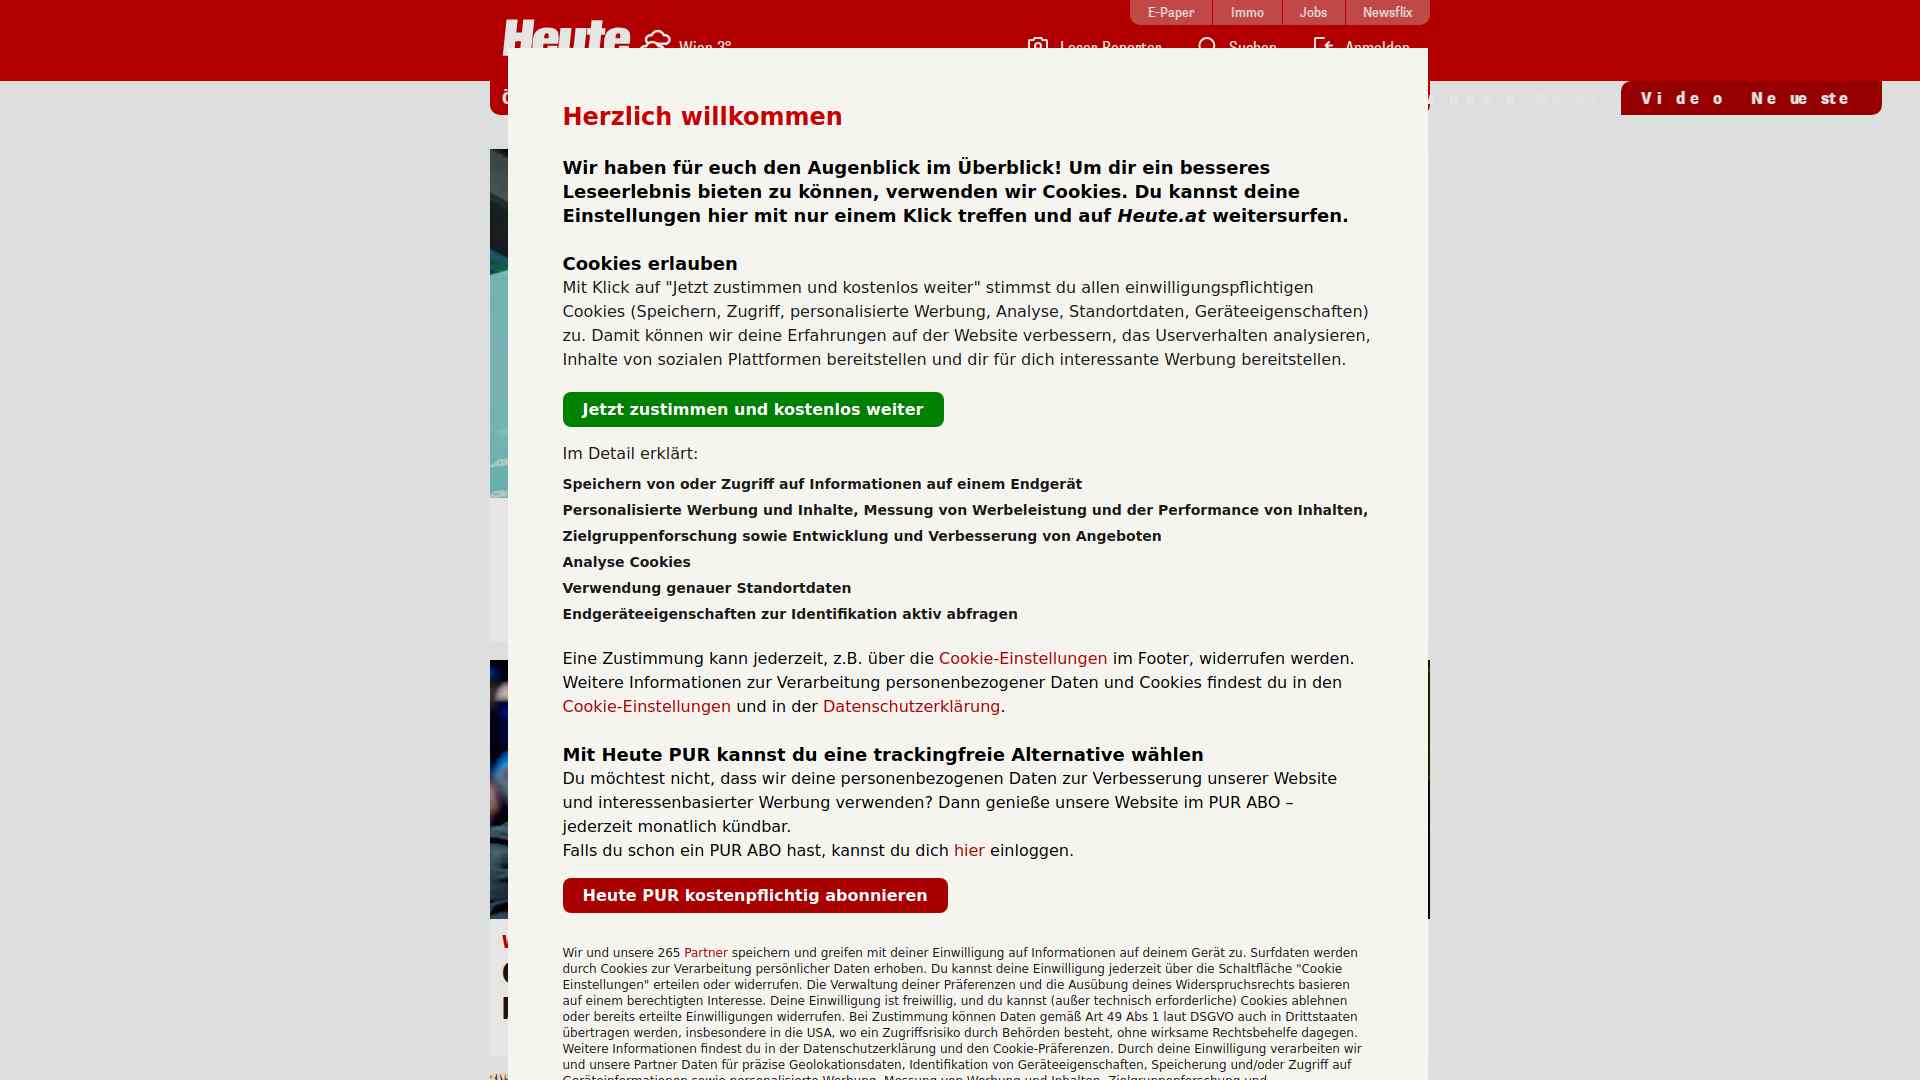 E-Paper Immo Jobs Newsflix
Heute Wien 3° Leser-Reporter Suchen Anmelden
Video Neueste
Herzlich willkommen
Wir haben für euch den Augenblick im Überblick! Um dir ein besseres
Leseerlebnis bieten zu können, verwenden wir Cookies. Du kannst deine
Einstellungen hier mit nur einem Klick treffen und auf Heute.at weitersurfen.
Cookies erlauben
Mit Klick auf "Jetzt zustimmen und kostenlos weiter" stimmst du allen einwilligungspflichtigen
Cookies (Speichern, Zugriff, personalisierte Werbung, Analyse, Standortdaten, Geräteeigenschaften)
zu. Damit können wir deine Erfahrungen auf der Website verbessern, das Userverhalten analysieren,
Inhalte von sozialen Plattformen bereitstellen und dir für dich interessante Werbung bereitstellen.
Jetzt zustimmen und kostenlos weiter
Im Detail erklärt:
Speichern von oder Zugriff auf Informationen auf einem Endgerät
Personalisierte Werbung und Inhalte, Messung von Werbeleistung und der Performance von Inhalten,
Zielgruppenforschung sowie Entwicklung und Verbesserung von Angeboten
Analyse Cookies
Verwendung genauer Standortdaten
Endgeräteeigenschaften zur Identifikation aktiv abfragen
Eine Zustimmung kann jederzeit, z.B. über die Cookie-Einstellungen im Footer, widerrufen werden.
Weitere Informationen zur Verarbeitung personenbezogener Daten und Cookies findest du in den
Cookie-Einstellungen und in der Datenschutzerklärung.
Mit Heute PUR kannst du eine trackingfreie Alternative wählen
Du möchtest nicht, dass wir deine personenbezogenen Daten zur Verbesserung unserer Website
und interessenbasierter Werbung verwenden? Dann genieße unsere Website im PUR ABO –
jederzeit monatlich kündbar.
Falls du schon ein PUR ABO hast, kannst du dich hier einloggen.
Heute PUR kostenpflichtig abonnieren
Wir und unsere 265 Partner speichern und greifen mit deiner Einwilligung auf Informationen auf deinem Gerät zu. Surfdaten werden
durch Cookies zur Verarbeitung persönlicher Daten erhoben. Du kannst deine Einwilligung jederzeit über die Schaltfläche "Cookie
Einstellungen" erteilen oder widerrufen. Die Verwaltung deiner Präferenzen und die Ausübung deines Widerspruchsrechts basieren
auf einem berechtigten Interesse. Deine Einwilligung ist freiwillig, und du kannst (außer technisch erforderliche) Cookies ablehnen
oder bereits erteilte Einwilligungen widerrufen. Bei Zustimmung können Daten gemäß Art 49 Abs 1 laut DSGVO auch in Drittstaaten
übertragen werden, insbesondere in die USA, wo ein Zugriffsrisiko durch Behörden besteht, ohne wirksame Rechtsbehelfe dagegen.
Weitere Informationen findest du in der Datenschutzerklärung und den Cookie-Präferenzen. Durch deine Einwilligung verarbeiten wir
und unsere Partner Daten für präzise Geolokationsdaten, Identifikation von Geräteeigenschaften, Speicherung und/oder Zugriff auf
Geräteinformationen sowie personalisierte Werbung, Messung von Werbung und Inhalten, Zielgruppenforschung und